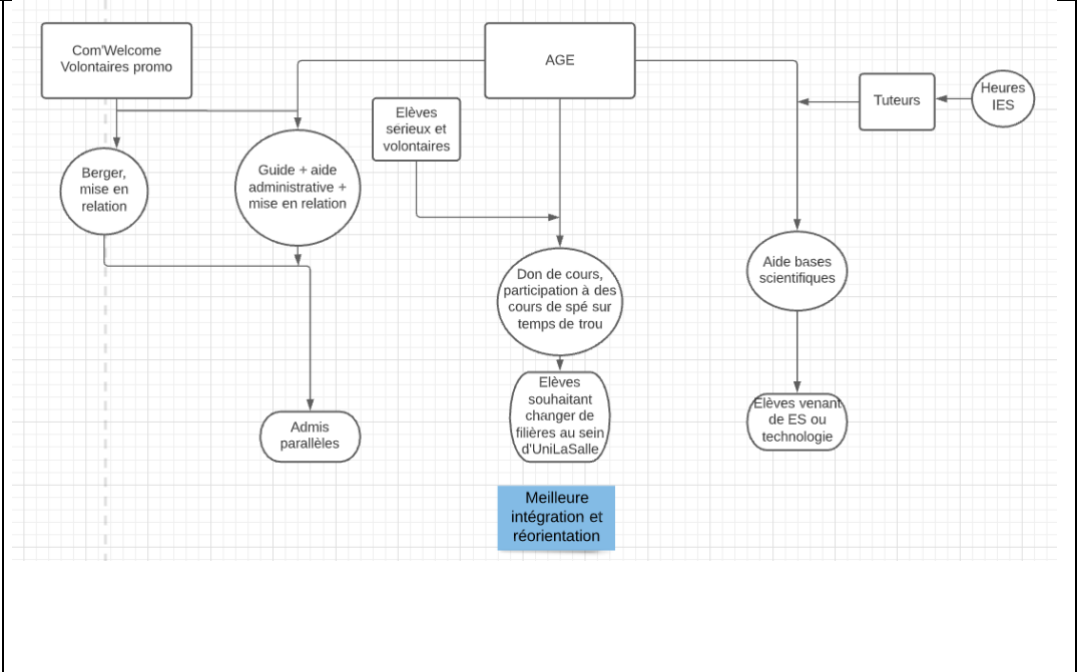 Com'Welcome
Volontaires promo
AGE
Elèves
sérieux et
volontaires
Tuteurs
Heures
IES
Berger,
mise en
relation
Guide + aide
administrative +
mise en relation
Don de cours,
participation à des
cours de spé sur
temps de trou
Aide bases
scientifiques
Admis
parallèles
Elèves
souhaitant
changer de
filières au sein
d'UniLaSalle
Elèves venant
de ES ou
technologie
Meilleure
intégration et
réorientation